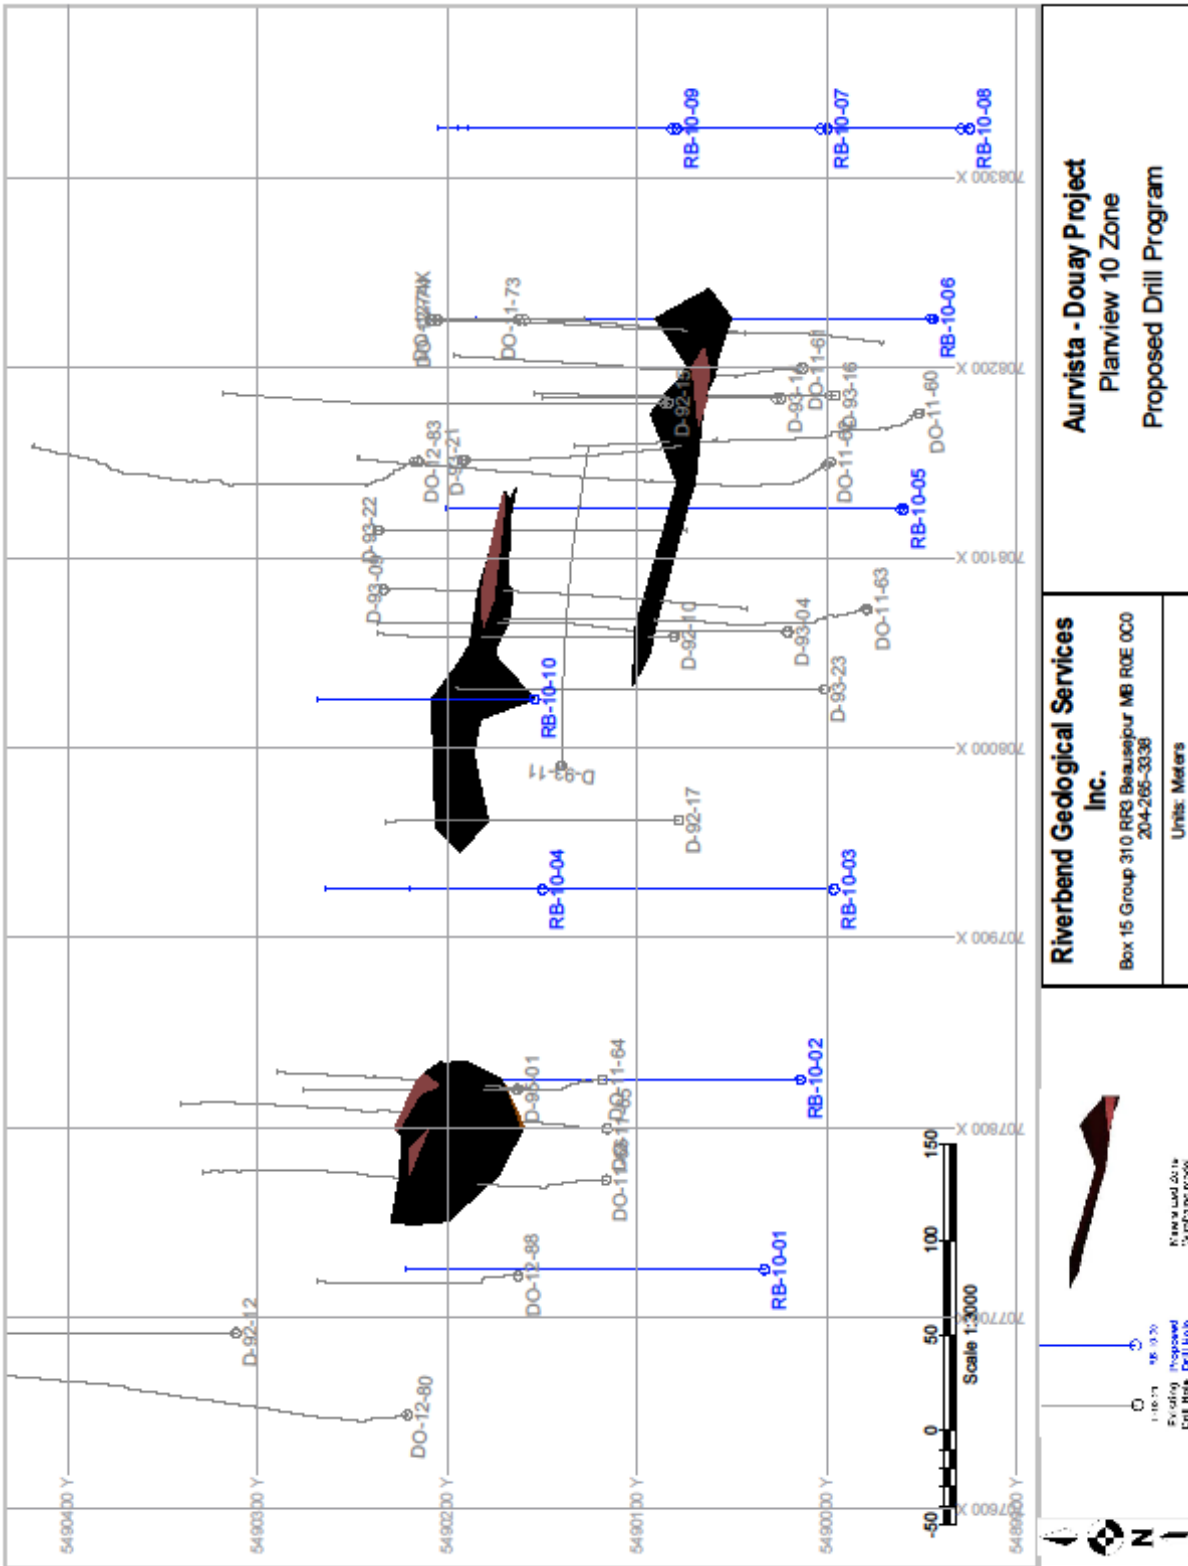 Aurvista - Douay Project
Planview 10 Zone
Proposed Drill Program
Riverbend Geological Services
Inc.
Box 15 Group 310 RR3 Beausejour MB R0E 0C0
204-265-3338
Units: Meters
5490400 Y
5490300 Y
5490200 Y
5490100 Y
5490000 Y
707600 X
707700 X
707800 X
707900 X
708000 X
708100 X
708200 X
708300 X
RB-10-09
RB-10-07
RB-10-08
DO-11-73
RB-10-06
DO-11-61
D-93-16
DO-11-60
D-92-15
DO-12-83
D-93-21
DO-11-62
D-93-22
RB-10-05
D-93-09
D-92-10
D-93-04
DO-11-63
RB-10-10
D-93-23
D-93-11
D-92-17
RB-10-04
RB-10-03
D-95-01
DO-11-64
RB-10-02
DO-12-88
RB-10-01
D-92-12
DO-12-80
-50 0 50 100 150
Scale 1:3000
N
Existing
Drill Hole
Proposed
Drill Hole